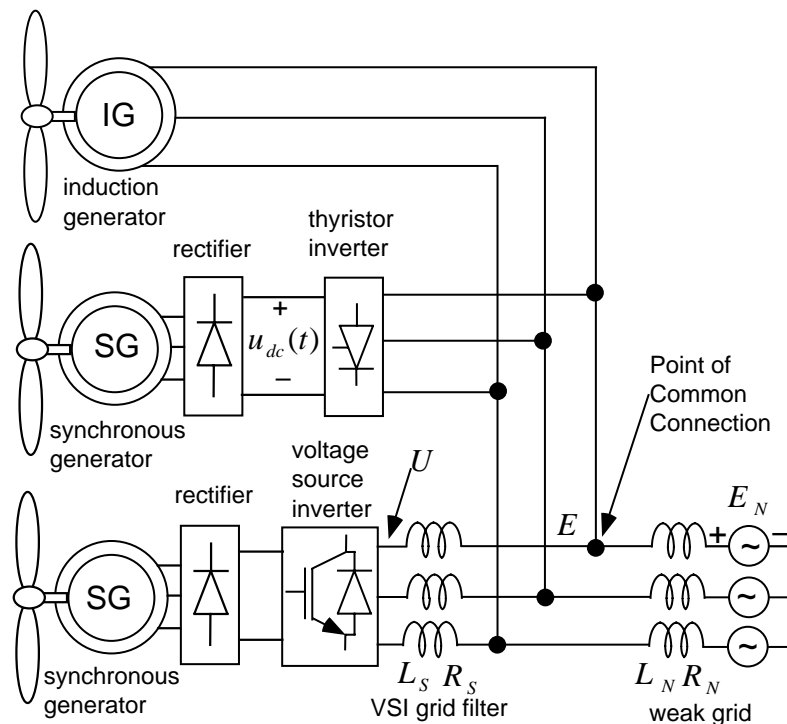 IG
induction
generator
rectifier
thyristor
inverter
SG
+
u_dc(t)
−
synchronous
generator
Point of
Common
Connection
rectifier
voltage
source
inverter
U
E
E_N
+ ~ −
SG
~
~
synchronous
generator
L_S R_S
VSI grid filter
L_N R_N
weak grid